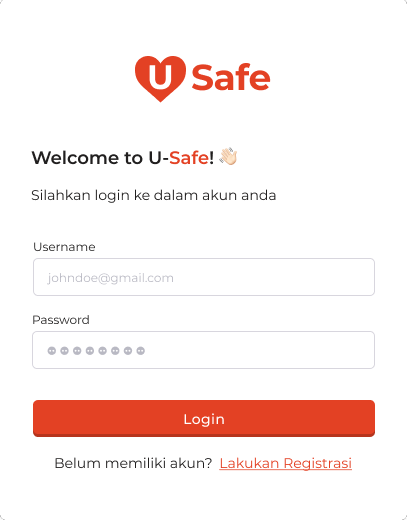 U Safe
Welcome to U-Safe! 👋🏻
Silahkan login ke dalam akun anda
Username
johndoe@gmail.com
Password
Login
Belum memiliki akun? Lakukan Registrasi